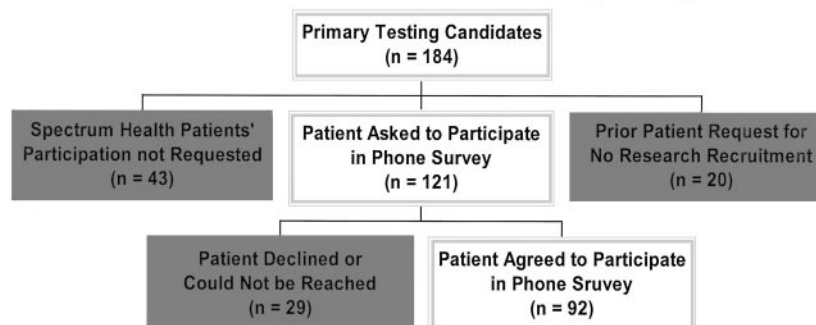 Primary Testing Candidates
(n = 184)
Spectrum Health Patients'
Participation not Requested
(n = 43)
Patient Asked to Participate
in Phone Survey
(n = 121)
Prior Patient Request for
No Research Recruitment
(n = 20)
Patient Declined or
Could Not be Reached
(n = 29)
Patient Agreed to Participate
in Phone Sruvey
(n = 92)